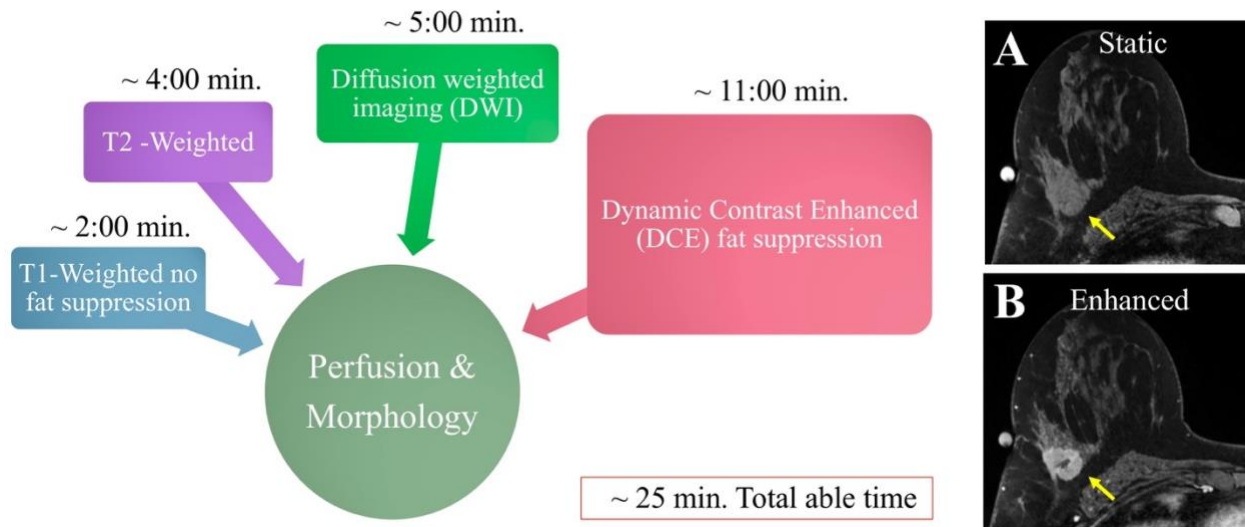 ~ 5:00 min.
~ 4:00 min.
~ 11:00 min.
~ 2:00 min.
Diffusion weighted
imaging (DWI)
T2 -Weighted
T1-Weighted no
fat suppression
Dynamic Contrast Enhanced
(DCE) fat suppression
Perfusion &
Morphology
~ 25 min. Total able time
A
Static
B
Enhanced